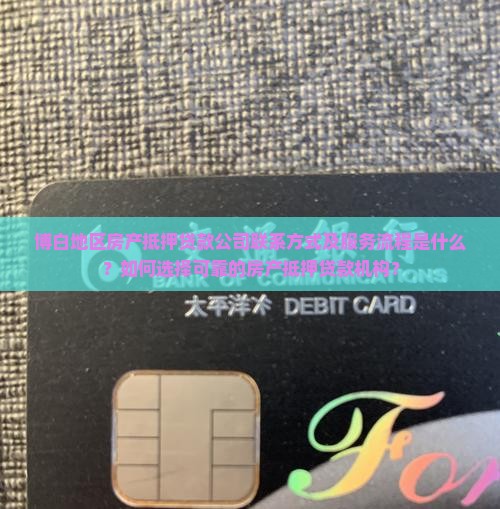 博白地区房产抵押贷款公司联系方式及服务流程是什么
？如何选择可靠的房产抵押贷款机构？
BANK OF COMMUNICATIONS
太平洋卡 DEBIT CARD
For